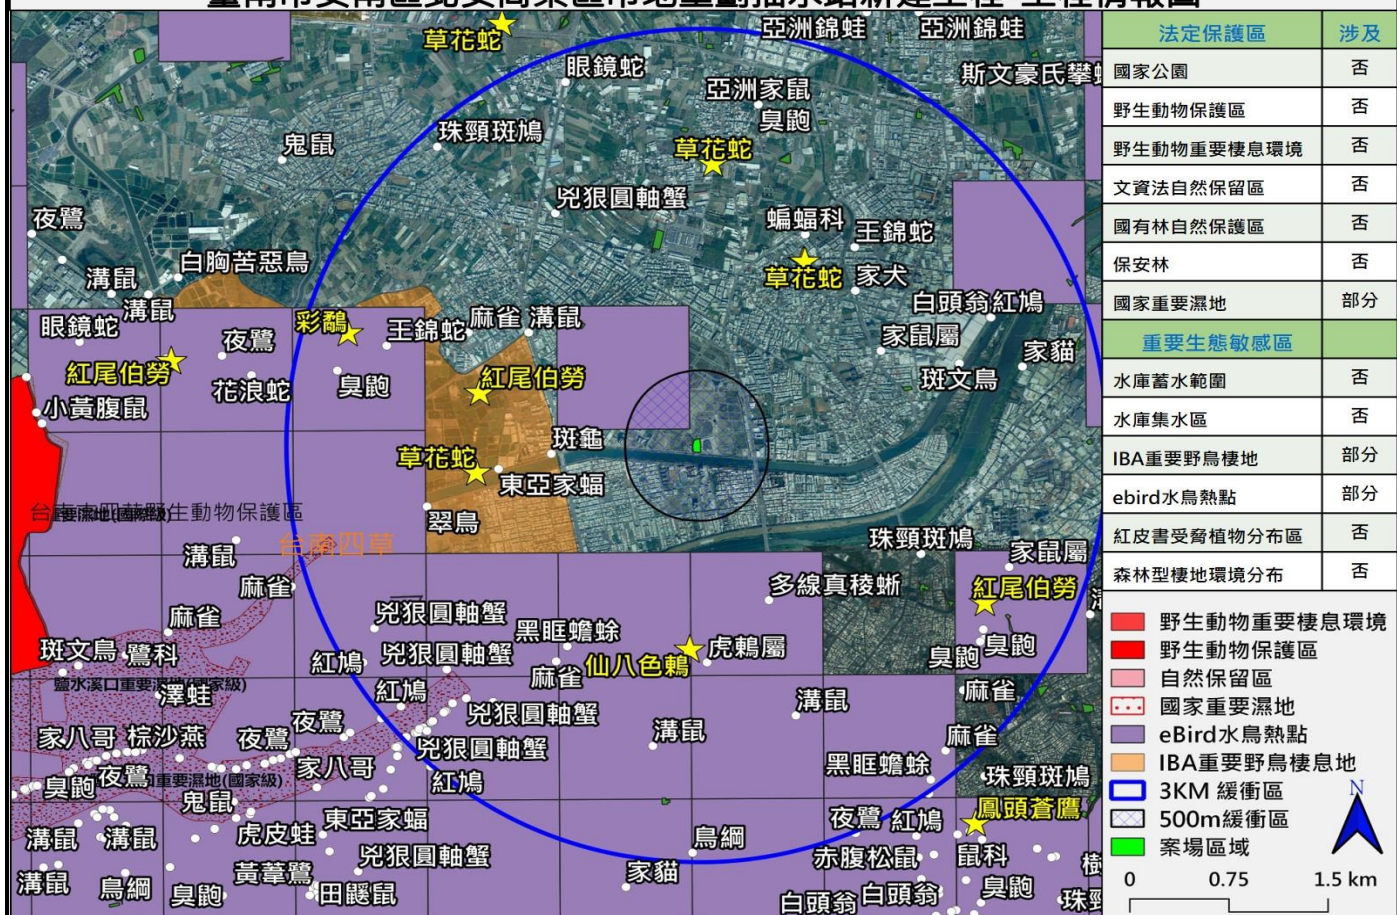 臺南市安南區北安商業區市地重劃抽水站新建工程-工程情報圖
草花蛇
亞洲錦蛙
亞洲錦蛙
眼鏡蛇
斯文豪氏攀
亞洲家鼠
臭鼩
鬼鼠
珠頸斑鳩
草花蛇
兇狠圓軸蟹
夜鷺
蝙蝠科
王錦蛇
白胸苦惡鳥
溝鼠
草花蛇
家犬
溝鼠
白頭翁
紅鳩
眼鏡蛇
夜鷺
彩鷸
王錦蛇
麻雀
溝鼠
家鼠屬
家貓
紅尾伯勞
花浪蛇
臭鼩
紅尾伯勞
斑文鳥
小黃腹鼠
斑龜
草花蛇
東亞家蝠
翠鳥
野生動物保護區
台南四草
溝鼠
珠頸斑鳩
家鼠屬
麻雀
多線真稜蜥
紅尾伯勞
麻雀
兇狠圓軸蟹
黑眶蟾蜍
臭鼩
斑文鳥
鷺科
紅鳩
兇狠圓軸蟹
仙八色鶇
虎鶇屬
臭鼩
麻雀
鹽水溪口重要濕地(國家級)
澤蛙
紅鳩
麻雀
溝鼠
夜鷺
兇狠圓軸蟹
溝鼠
家八哥
棕沙燕
夜鷺
兇狠圓軸蟹
麻雀
夜鷺
重要濕地(國家級)
家八哥
紅鳩
黑眶蟾蜍
珠頸斑鳩
臭鼩
鬼鼠
鳳頭蒼鷹
溝鼠
溝鼠
虎皮蛙
東亞家蝠
夜鷺
紅鳩
鳥綱
兇狠圓軸蟹
赤腹松鼠
鼠科
溝鼠
鳥綱
臭鼩
黃葦鷺
田鼴鼠
家貓
白頭翁
白頭翁
臭鼩
法定保護區 涉及
國家公園 否
野生動物保護區 否
野生動物重要棲息環境 否
文資法自然保留區 否
國有林自然保護區 否
保安林 否
國家重要濕地 部分
重要生態敏感區
水庫蓄水範圍 否
水庫集水區 否
IBA重要野鳥棲地 部分
ebird水鳥熱點 部分
紅皮書受脅植物分布區 否
森林型棲地環境分布 否
野生動物重要棲息環境
野生動物保護區
自然保留區
國家重要濕地
eBird水鳥熱點
IBA重要野鳥棲息地
3KM 緩衝區
500m緩衝區
案場區域
N
0 0.75 1.5 km